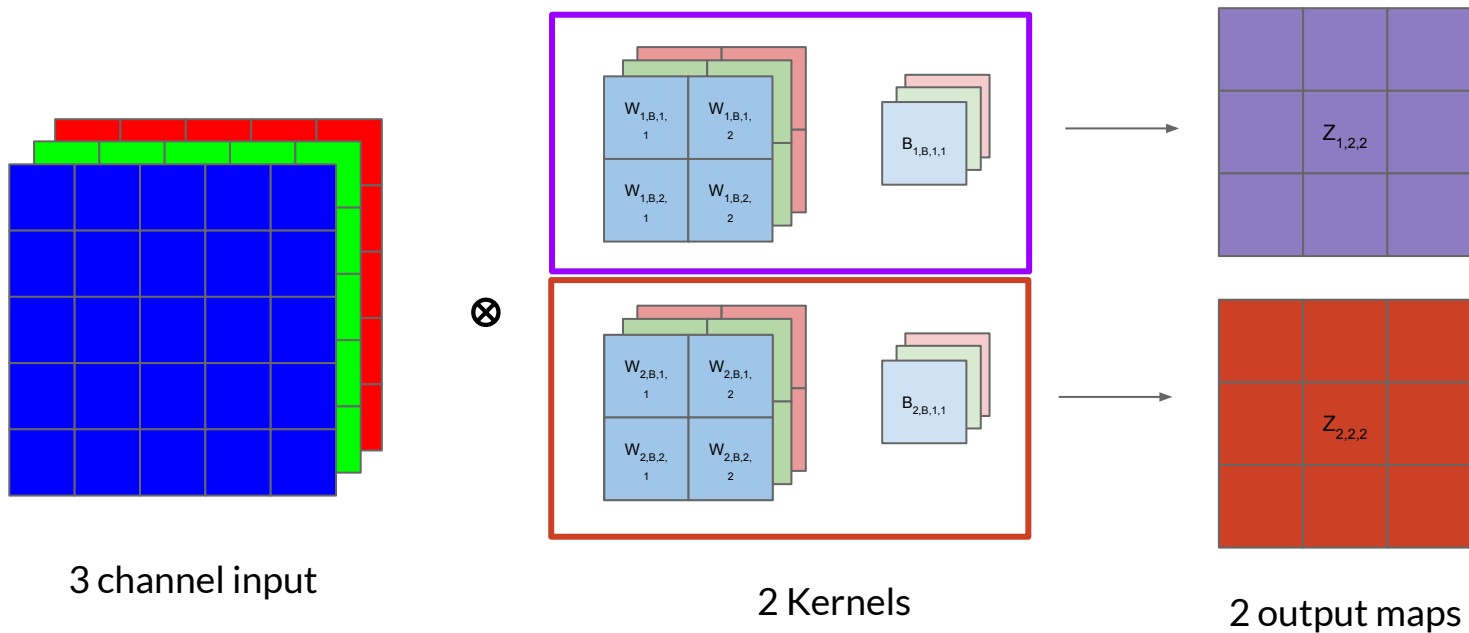 W1,B,1,
1
W1,B,1,
2
W1,B,2,
1
W1,B,2,
2
B1,B,1,1
Z1,2,2
⊗
W2,B,1,
1
W2,B,1,
2
W2,B,2,
1
W2,B,2,
2
B2,B,1,1
Z2,2,2
3 channel input
2 Kernels
2 output maps